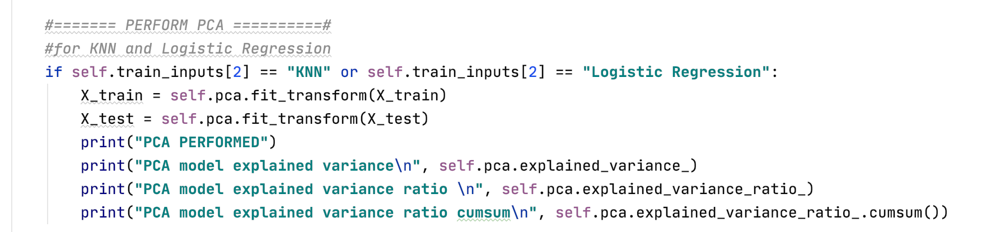 #======= PERFORM PCA ==========#
#for KNN and Logistic Regression
if self.train_inputs[2] == "KNN" or self.train_inputs[2] == "Logistic Regression":
    X_train = self.pca.fit_transform(X_train)
    X_test = self.pca.fit_transform(X_test)
    print("PCA PERFORMED")
    print("PCA model explained variance\n", self.pca.explained_variance_)
    print("PCA model explained variance ratio \n", self.pca.explained_variance_ratio_)
    print("PCA model explained variance ratio cumsum\n", self.pca.explained_variance_ratio_.cumsum())